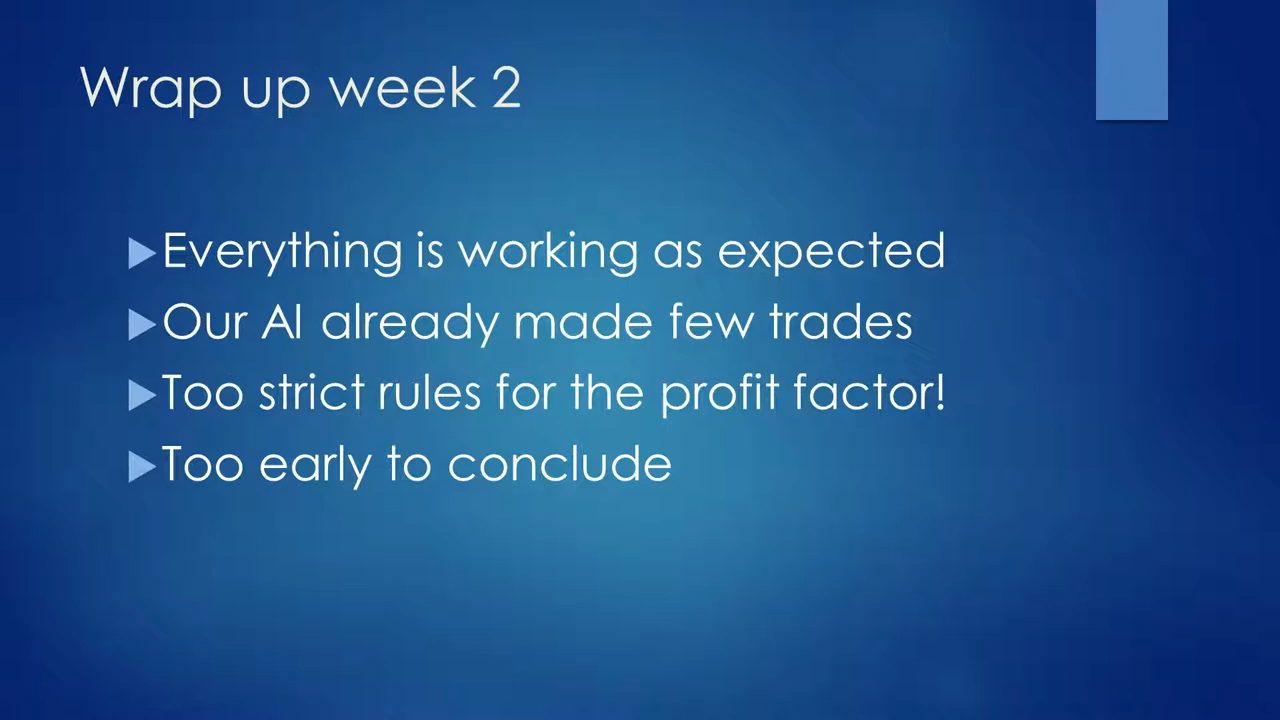 Wrap up week 2
Everything is working as expected
Our AI already made few trades
Too strict rules for the profit factor!
Too early to conclude